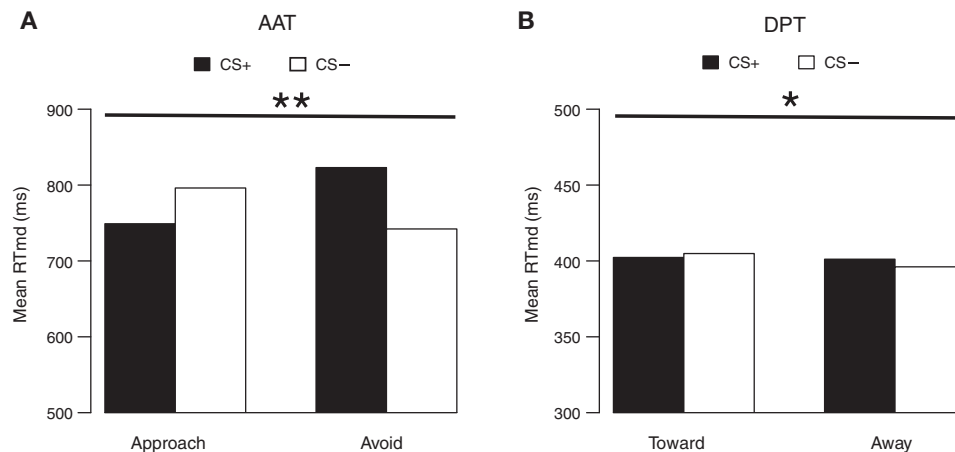 A
AAT
CS+ CS−
**
Mean RTmd (ms)
900
800
700
600
500
Approach Avoid
B
DPT
CS+ CS−
*
Mean RTmd (ms)
500
450
400
350
300
Toward Away